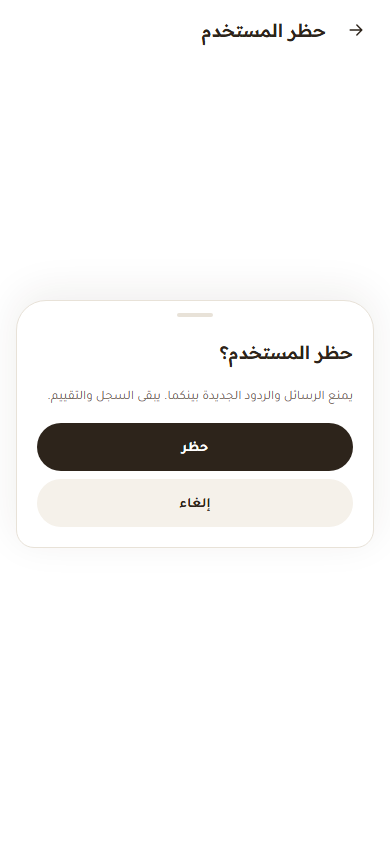 حظر المستخدم
حظر المستخدم؟
يمنع الرسائل والردود الجديدة بينكما. يبقى السجل والتقييم.
حظر
إلغاء